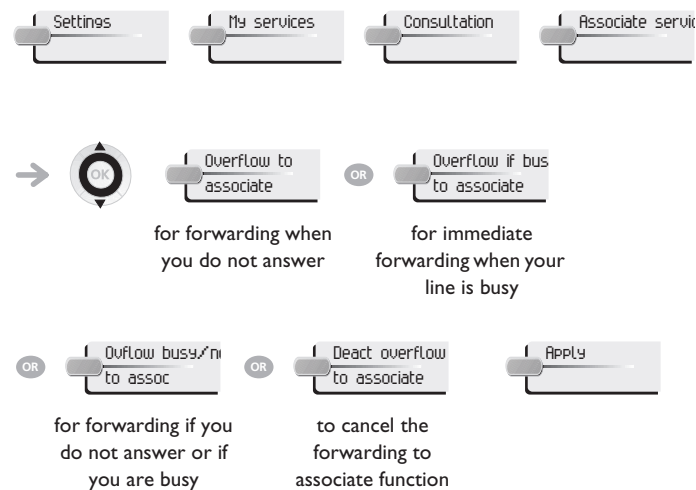 Settings
My services
Consultation
Associate servic
OK
Overflow to
associate
OR
Overflow if bus
to associate
for forwarding when
you do not answer
for immediate
forwarding when your
line is busy
OR
Ovflow busy/n
to assoc
OR
Deact overflow
to associate
Apply
for forwarding if you
do not answer or if
you are busy
to cancel the
forwarding to
associate function